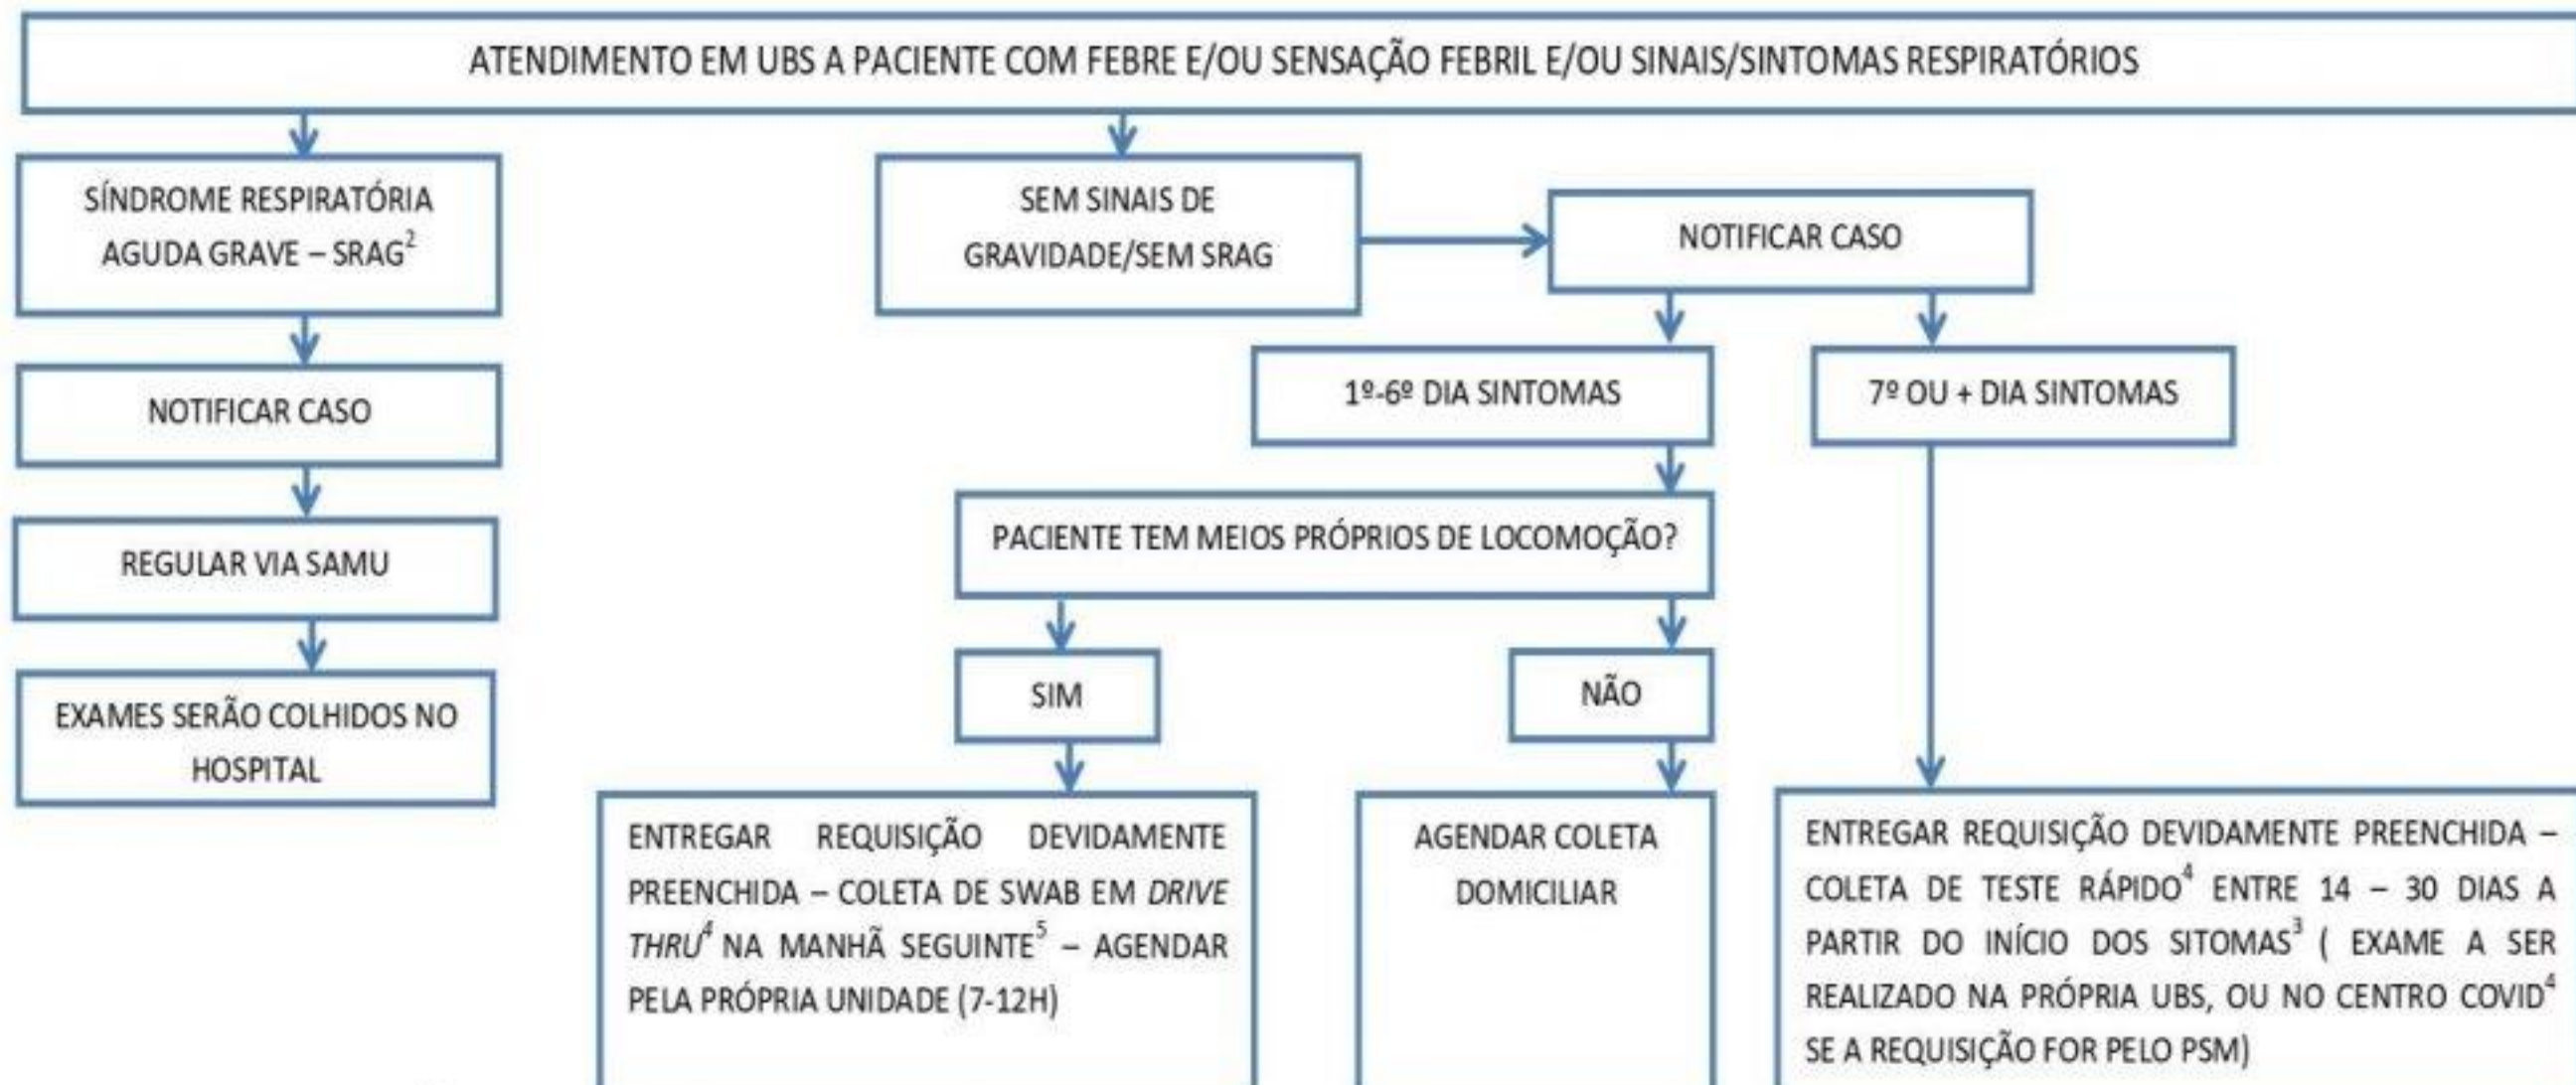 ATENDIMENTO EM UBS A PACIENTE COM FEBRE E/OU SENSAÇÃO FEBRIL E/OU SINAIS/SINTOMAS RESPIRATÓRIOS
SÍNDROME RESPIRATÓRIA
AGUDA GRAVE – SRAG²
NOTIFICAR CASO
REGULAR VIA SAMU
EXAMES SERÃO COLHIDOS NO
HOSPITAL
SEM SINAIS DE
GRAVIDADE/SEM SRAG
NOTIFICAR CASO
1º-6º DIA SINTOMAS
7º OU + DIA SINTOMAS
PACIENTE TEM MEIOS PRÓPRIOS DE LOCOMOÇÃO?
SIM
NÃO
ENTREGAR REQUISIÇÃO DEVIDAMENTE
PREENCHIDA – COLETA DE SWAB EM DRIVE
THRU⁴ NA MANHÃ SEGUINTE⁵ – AGENDAR
PELA PRÓPRIA UNIDADE (7-12H)
AGENDAR COLETA
DOMICILIAR
ENTREGAR REQUISIÇÃO DEVIDAMENTE PREENCHIDA –
COLETA DE TESTE RÁPIDO⁴ ENTRE 14 – 30 DIAS A
PARTIR DO INÍCIO DOS SITOMAS³ ( EXAME A SER
REALIZADO NA PRÓPRIA UBS, OU NO CENTRO COVID⁴
SE A REQUISIÇÃO FOR PELO PSM)